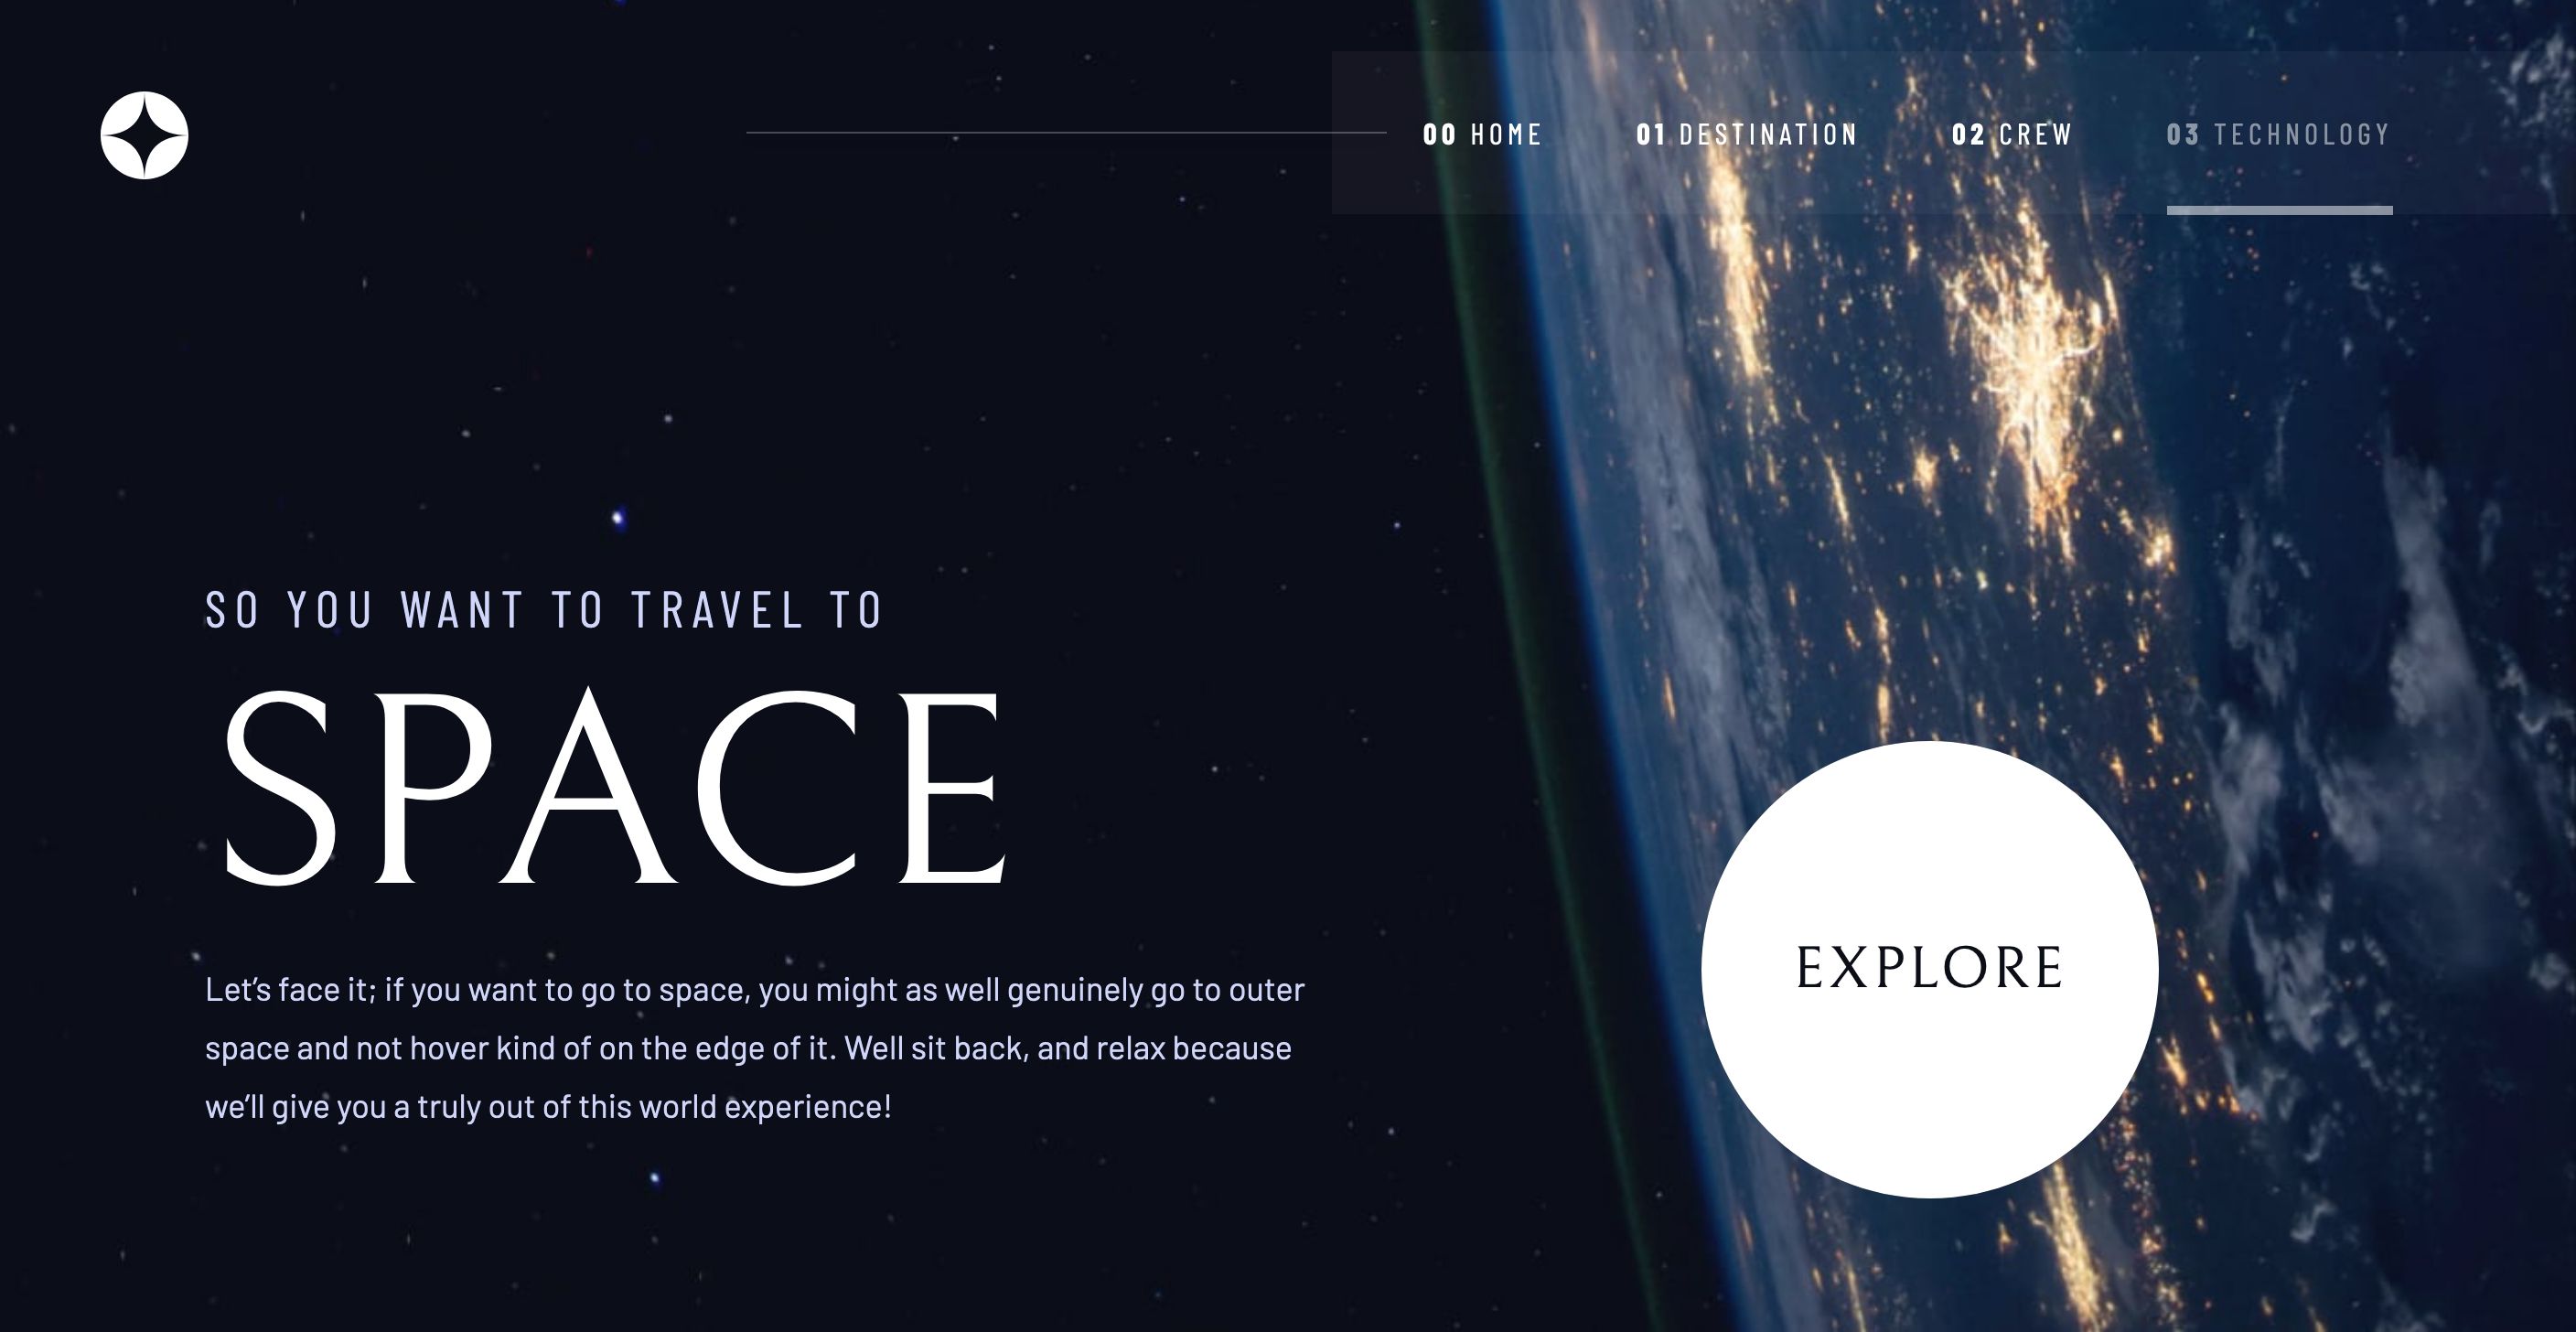 00 HOME 01 DESTINATION 02 CREW 03 TECHNOLOGY
SO YOU WANT TO TRAVEL TO
SPACE
Let’s face it; if you want to go to space, you might as well genuinely go to outer
space and not hover kind of on the edge of it. Well sit back, and relax because
we’ll give you a truly out of this world experience!
EXPLORE